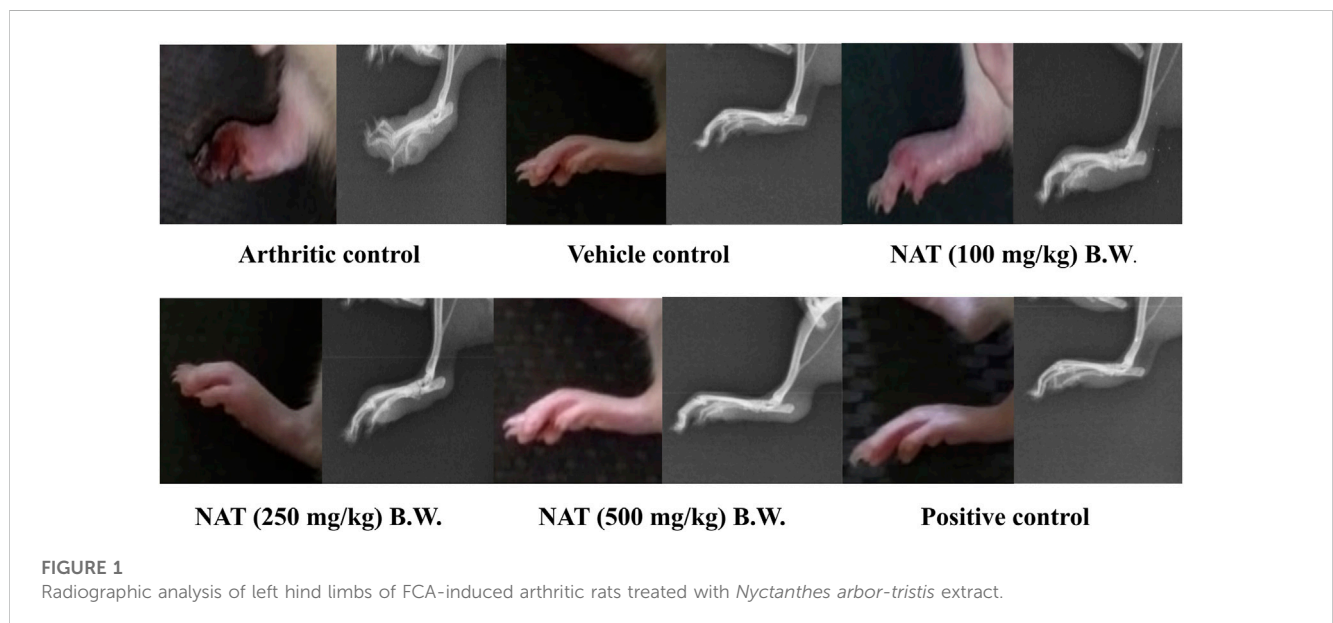 Arthritic control
Vehicle control
NAT (100 mg/kg) B.W.
NAT (250 mg/kg) B.W.
NAT (500 mg/kg) B.W.
Positive control
FIGURE 1
Radiographic analysis of left hind limbs of FCA-induced arthritic rats treated with Nyctanthes arbor-tristis extract.